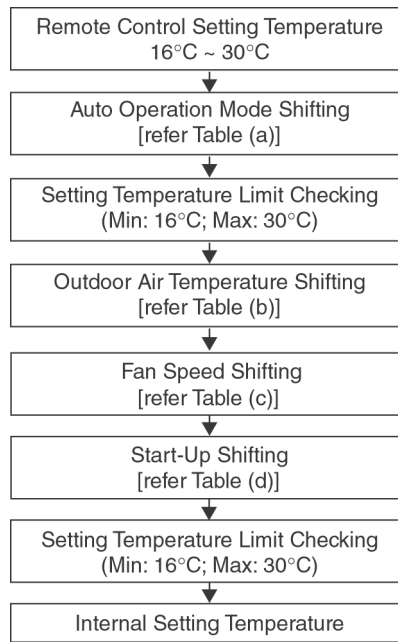 Remote Control Setting Temperature
16°C ~ 30°C
Auto Operation Mode Shifting
[refer Table (a)]
Setting Temperature Limit Checking
(Min: 16°C; Max: 30°C)
Outdoor Air Temperature Shifting
[refer Table (b)]
Fan Speed Shifting
[refer Table (c)]
Start-Up Shifting
[refer Table (d)]
Setting Temperature Limit Checking
(Min: 16°C; Max: 30°C)
Internal Setting Temperature